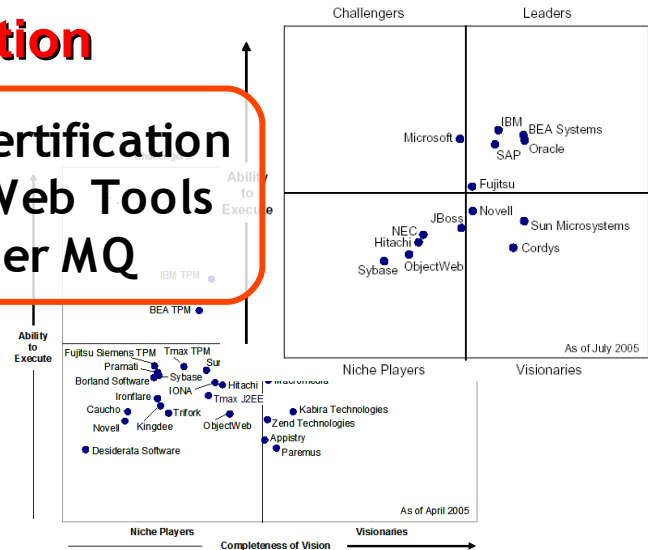 tion
ertification
Web Tools
er MQ
Challengers
Leaders
IBM
BEA Systems
Microsoft
Oracle
SAP
Fujitsu
Ability
to
Execute
Novell
JBoss
Sun Microsystems
NEC
Hitachi
Cordys
ObjectWeb
Sybase
As of July 2005
Niche Players
Visionaries
IBM TPM
BEA TPM
Ability
to
Execute
Fujitsu Siemens TPM
Tmax TPM
Sun
Pramati
Sybase
Borland Software
IONA
Hitachi
Macromedia
Ironflare
Tmax J2EE
Caucho
Trifork
Kabira Technologies
Novell
Kingdee
ObjectWeb
Zend Technologies
Appistry
Desiderata Software
Paremus
As of April 2005
Niche Players
Visionaries
Completeness of Vision